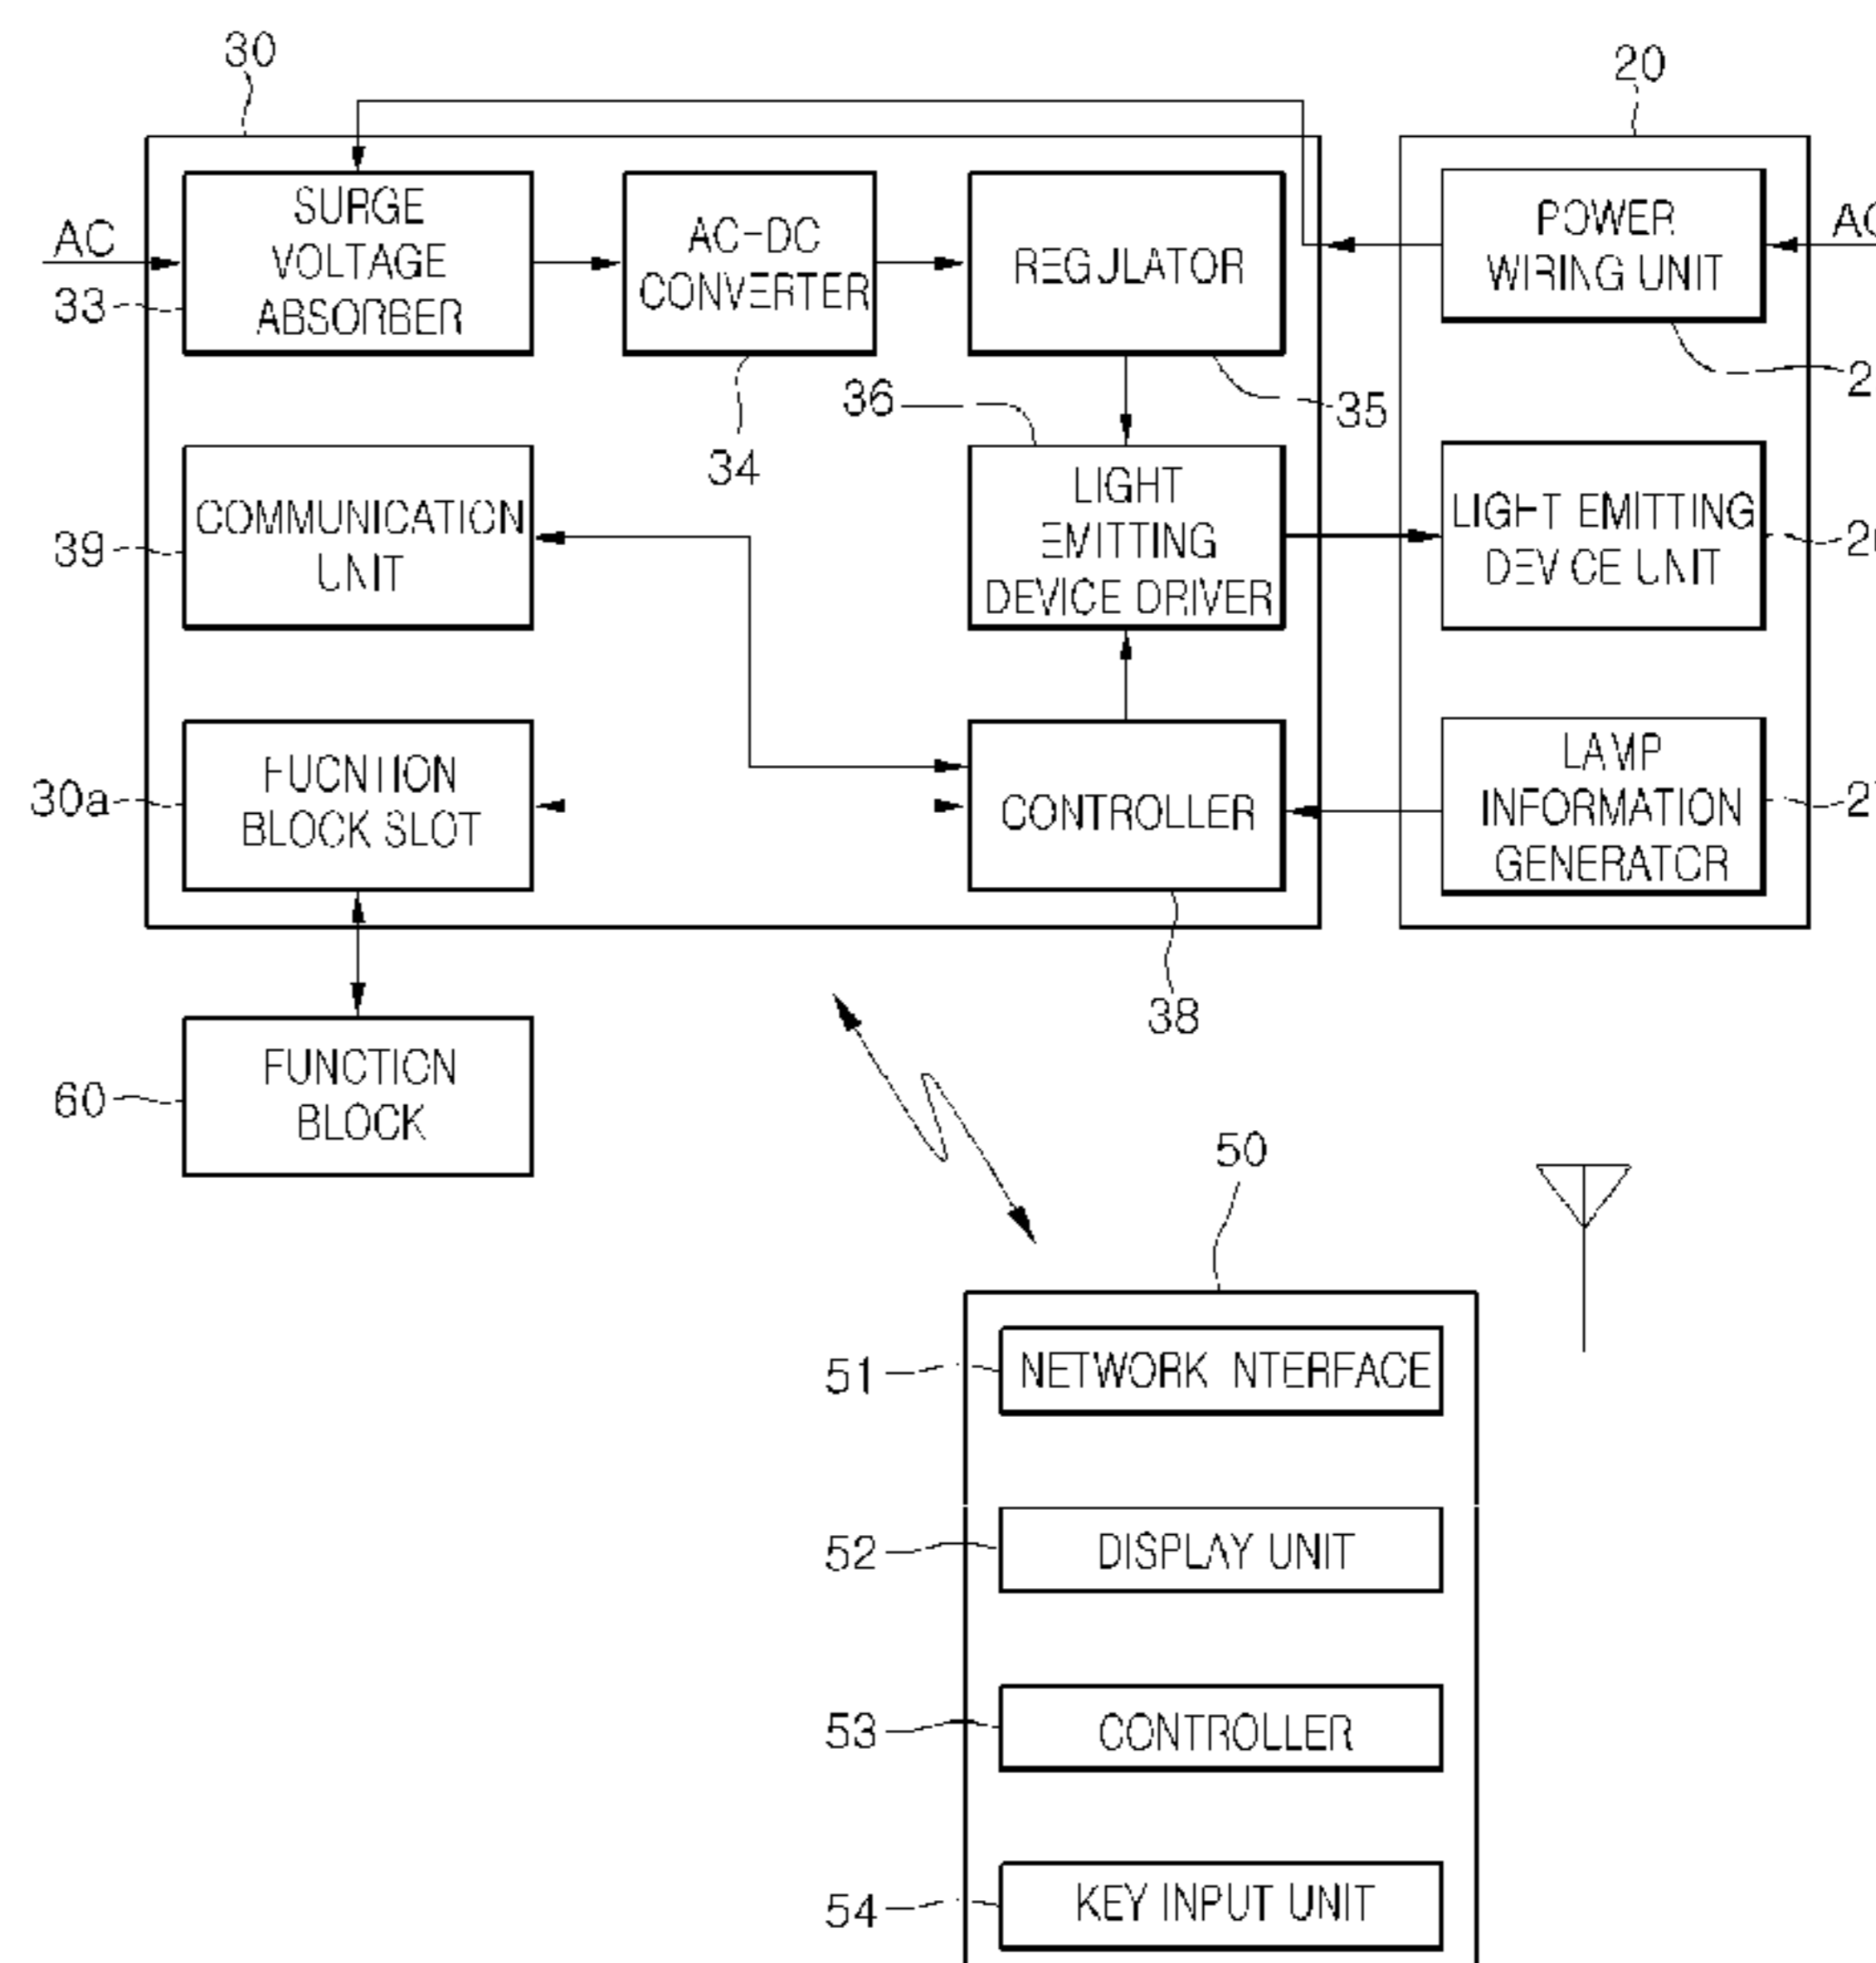 30
20
AC
33
SURGE
VOLTAGE
ABSORBER
AC-DC
CONVERTER
34
REGULATOR
35
POWER
WIRING UNIT
36
LIGHT
EMITTING
DEVICE DRIVER
LIGHT EMITTING
DEVICE UNIT
39
COMMUNICATION
UNIT
30a
FUCNTION
BLOCK SLOT
CONTROLLER
38
LAMP
INFORMATION
GENERATOR
60
FUNCTION
BLOCK
50
51
NETWORK INTERFACE
52
DISPLAY UNIT
53
CONTROLLER
54
KEY INPUT UNIT